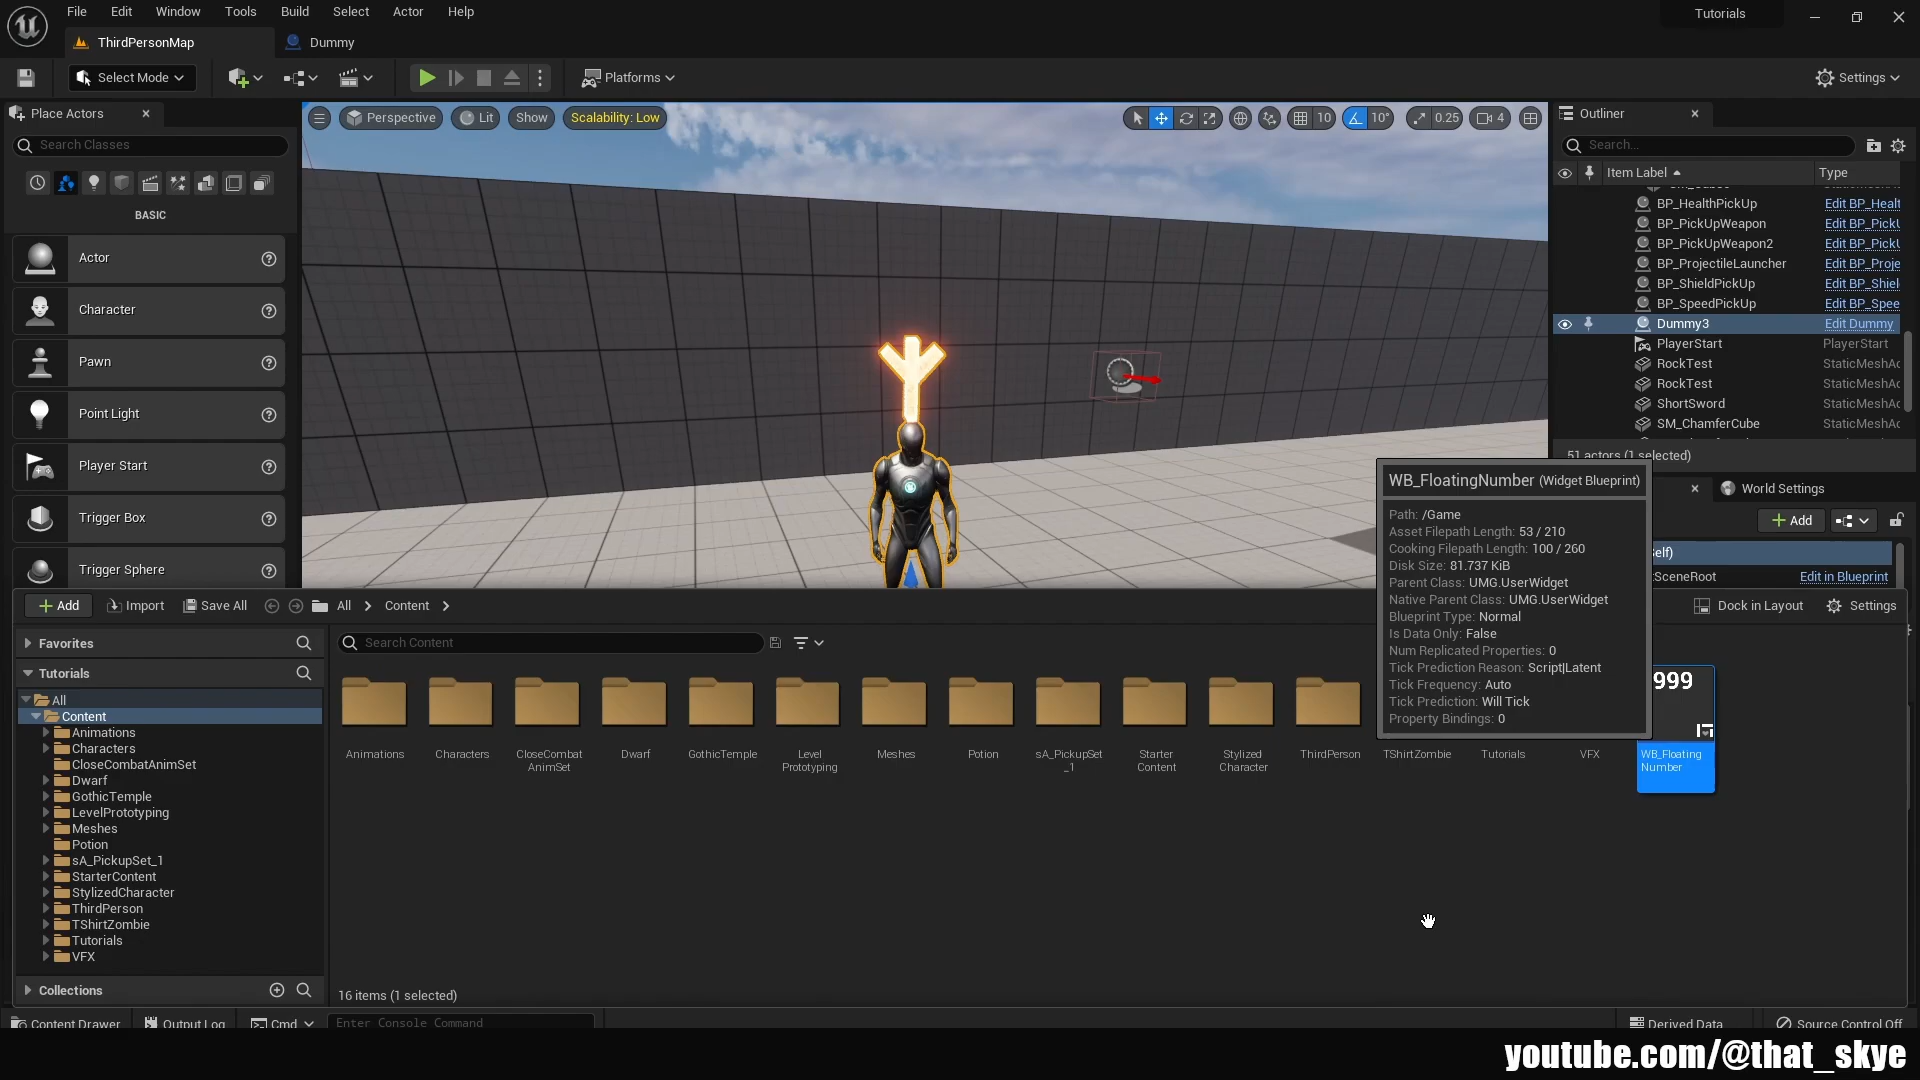 File Edit Window Tools Build Select Actor Help
Tutorials
ThirdPersonMap
Dummy
Select Mode
Platforms
Settings
Place Actors
Search Classes
BASIC
Actor
Character
Pawn
Point Light
Player Start
Trigger Box
Trigger Sphere
Perspective
Lit
Show
Scalability: Low
10
10°
0.25
4
Outliner
Search...
Item Label
Type
BP_HealthPickUp Edit BP_Healt
BP_PickUpWeapon Edit BP_PickU
BP_PickUpWeapon2 Edit BP_PickU
BP_ProjectileLauncher Edit BP_Proje
BP_ShieldPickUp Edit BP_Shiel
BP_SpeedPickUp Edit BP_Spee
Dummy3 Edit Dummy
PlayerStart PlayerStart
RockTest StaticMeshAc
RockTest StaticMeshAc
ShortSword StaticMeshAc
SM_ChamferCube StaticMeshAc
51 actors (1 selected)
World Settings
Add
Self)
SceneRoot Edit in Blueprint
WB_FloatingNumber (Widget Blueprint)
Path: /Game
Asset Filepath Length: 53 / 210
Cooking Filepath Length: 100 / 260
Disk Size: 81.737 KiB
Parent Class: UMG.UserWidget
Native Parent Class: UMG.UserWidget
Blueprint Type: Normal
Is Data Only: False
Num Replicated Properties: 0
Tick Prediction Reason: Script|Latent
Tick Frequency: Auto
Tick Prediction: Will Tick
Property Bindings: 0
Add
Import
Save All
All
Content
Dock in Layout
Settings
Favorites
Tutorials
All
Content
Animations
Characters
CloseCombatAnimSet
Dwarf
GothicTemple
LevelPrototyping
Meshes
Potion
sA_PickupSet_1
StarterContent
StylizedCharacter
ThirdPerson
TShirtZombie
Tutorials
VFX
Collections
Search Content
Animations
Characters
CloseCombat
AnimSet
Dwarf
GothicTemple
Level
Prototyping
Meshes
Potion
sA_PickupSet
_1
Starter
Content
Stylized
Character
ThirdPerson
TShirtZombie
Tutorials
VFX
999
WB_Floating
Number
16 items (1 selected)
Content Drawer
Output Log
Cmd
Enter Console Command
Derived Data
Source Control Off
youtube.com/@that_skye